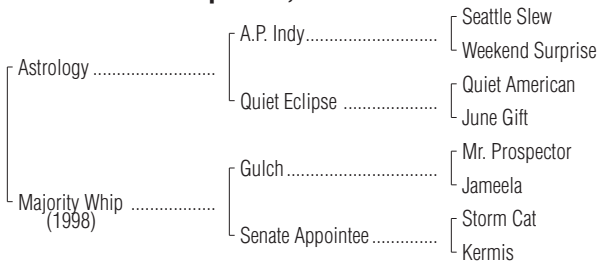 Seattle Slew
A.P. Indy..............................
Weekend Surprise
Astrology ............................
Quiet American
Quiet Eclipse .....................
June Gift
Mr. Prospector
Gulch ..................................
Jameela
Majority Whip ...................
(1998)
Storm Cat
Senate Appointee ..............
Kermis